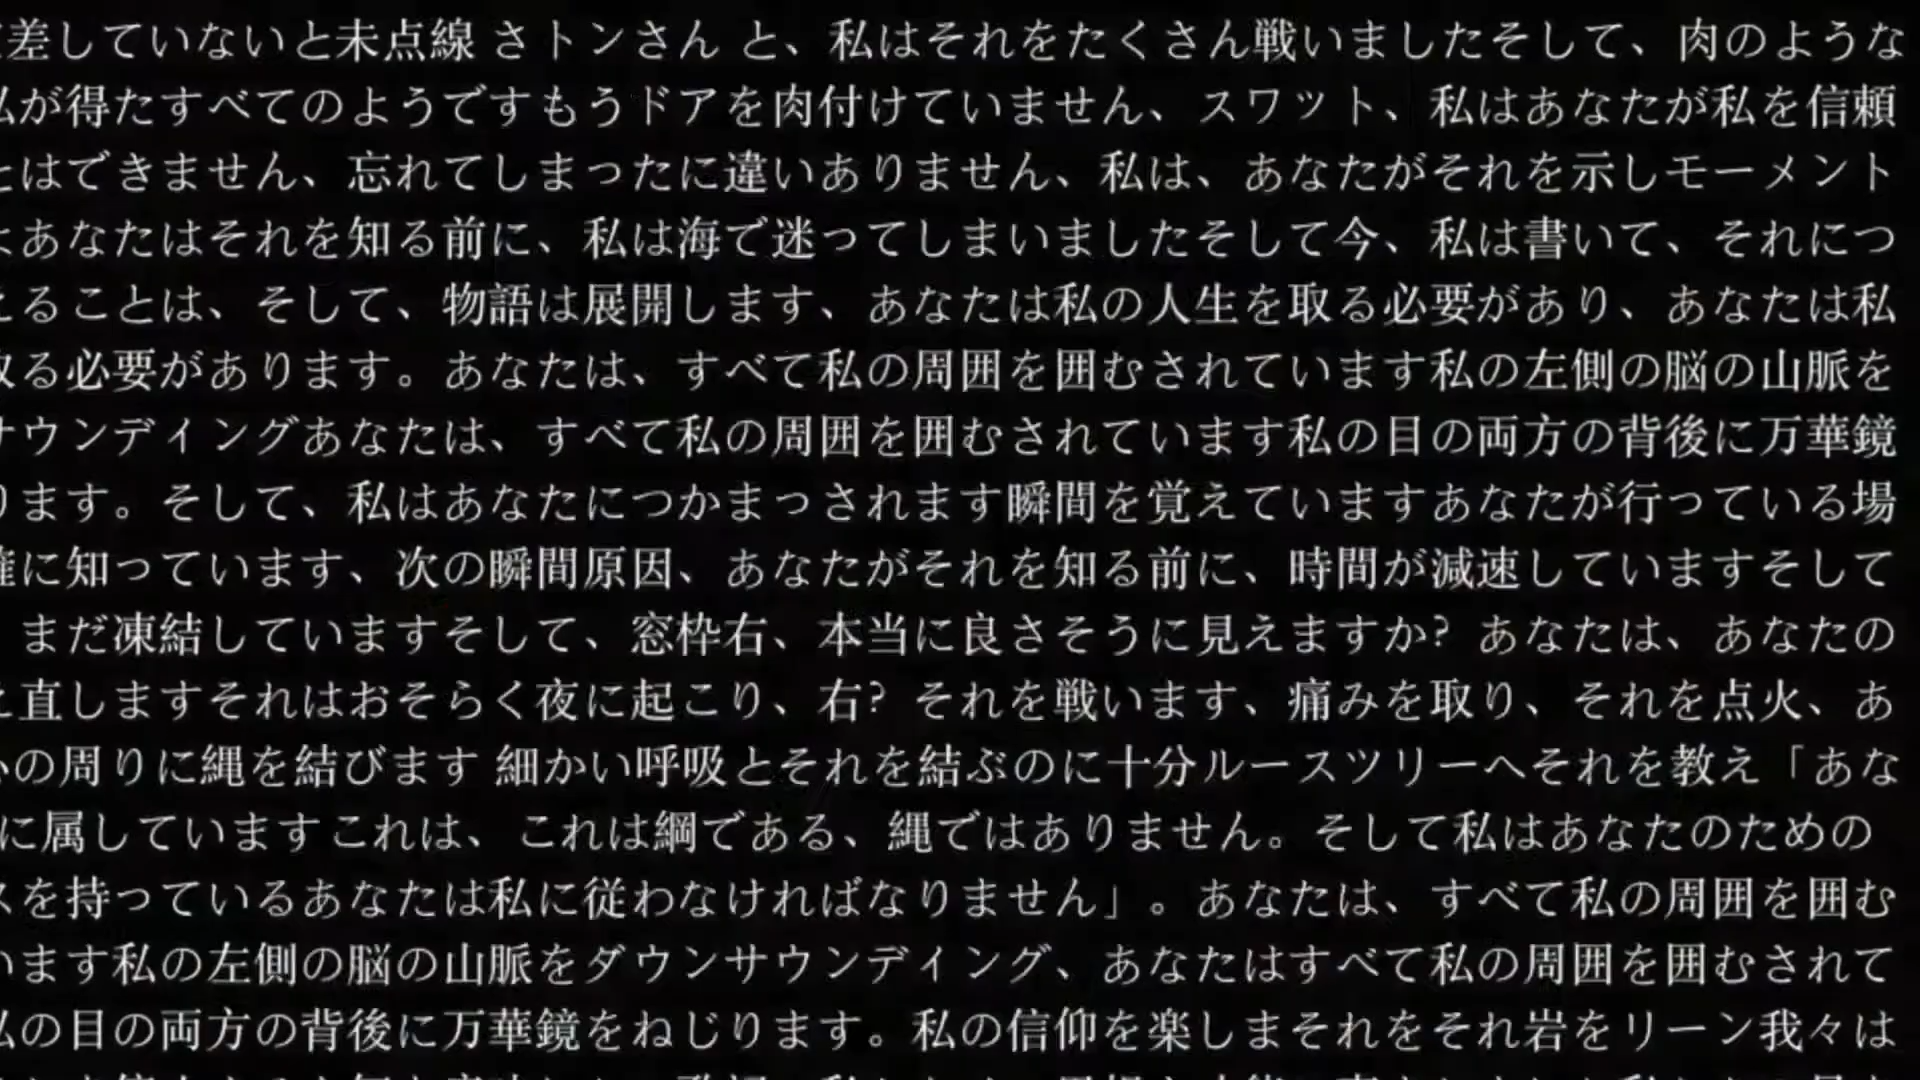 差していないと未点線 さトンさん と、私はそれをたくさん戦いましたそして、肉のような
私が得たすべてのようですもうドアを肉付けていません、スワット、私はあなたが私を信頼
とはできません、忘れてしまったに違いありません、私は、あなたがそれを示しモーメント
あなたはそれを知る前に、私は海で迷ってしまいましたそして今、私は書いて、それにつ
えることは、そして、物語は展開します、あなたは私の人生を取る必要があり、あなたは私
取る必要があります。あなたは、すべて私の周囲を囲むされています私の左側の脳の山脈を
サウンディングあなたは、すべて私の周囲を囲むされています私の目の両方の背後に万華鏡
ります。そして、私はあなたにつかまっされます瞬間を覚えていますあなたが行っている場
確に知っています、次の瞬間原因、あなたがそれを知る前に、時間が減速していますそして
まだ凍結していますそして、窓枠右、本当に良さそうに見えますか? あなたは、あなたの
え直しますそれはおそらく夜に起こり、右? それを戦います、痛みを取り、それを点火、あ
の周りに縄を結びます 細かい呼吸とそれを結ぶのに十分ルースツリーへそれを教え「あな
に属しています これは、これは綱である、縄ではありません。そして私はあなたのための
スを持っているあなたは私に従わなければなりません」。あなたは、すべて私の周囲を囲む
います私の左側の脳の山脈をダウンサウンディング、あなたはすべて私の周囲を囲むされて
私の目の両方の背後に万華鏡をねじります。私の信仰を楽しまそれをそれ岩をリーン我々は